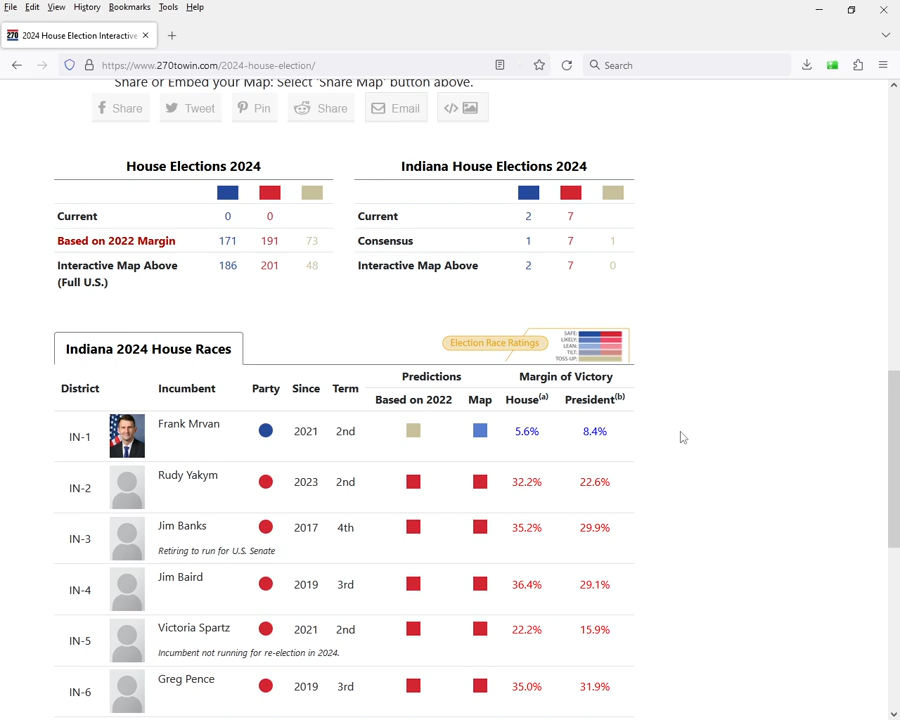 File Edit View History Bookmarks Tools Help
270 2024 House Election Interactive
https://www.270towin.com/2024-house-election/
Search
Share or Embed your Map: Select 'Share Map' button above.
Share Tweet Pin Share Email
House Elections 2024
Current 0 0
Based on 2022 Margin 171 191 73
Interactive Map Above 186 201 48
(Full U.S.)
Indiana House Elections 2024
Current 2 7
Consensus 1 7 1
Interactive Map Above 2 7 0
Indiana 2024 House Races
Election Race Ratings
SAFE:
LIKELY:
LEAN:
TILT:
TOSS-UP:
Predictions Margin of Victory
District Incumbent Party Since Term
Based on 2022 Map House(a) President(b)
IN-1 Frank Mrvan 2021 2nd 5.6% 8.4%
IN-2 Rudy Yakym 2023 2nd 32.2% 22.6%
IN-3 Jim Banks 2017 4th 35.2% 29.9%
Retiring to run for U.S. Senate
IN-4 Jim Baird 2019 3rd 36.4% 29.1%
IN-5 Victoria Spartz 2021 2nd 22.2% 15.9%
Incumbent not running for re-election in 2024.
IN-6 Greg Pence 2019 3rd 35.0% 31.9%